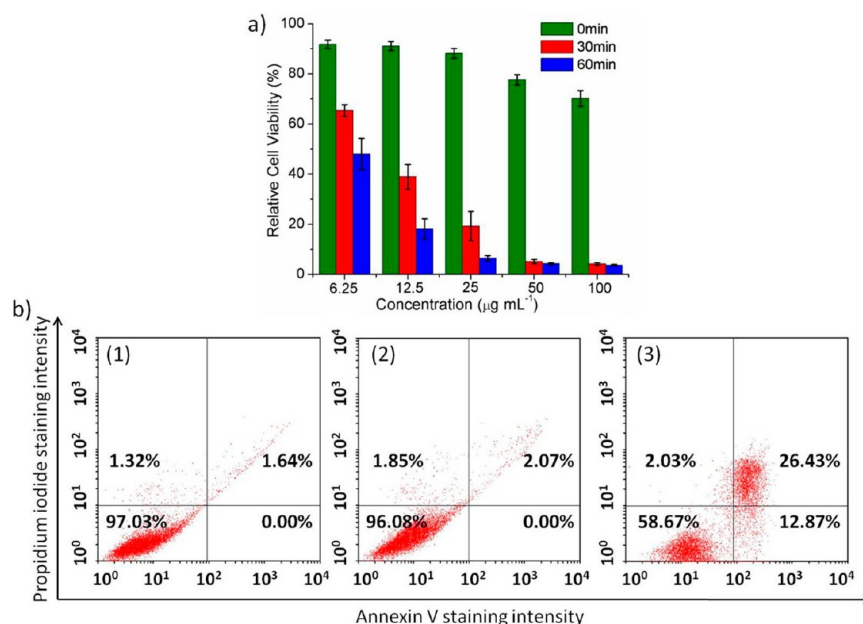 a)
Relative Cell Viability (%)
100
80
60
40
20
0
0min
30min
60min
6.25 12.5 25 50 100
Concentration (μg mL⁻¹)
b)
Propidium iodide staining intensity
(1)
10⁴
10³
10²
10¹
10⁰
1.32% 1.64%
97.03% 0.00%
10⁰ 10¹ 10² 10³ 10⁴
(2)
10⁴
10³
10²
10¹
10⁰
1.85% 2.07%
96.08% 0.00%
10⁰ 10¹ 10² 10³ 10⁴
(3)
10⁴
10³
10²
10¹
10⁰
2.03% 26.43%
58.67% 12.87%
10⁰ 10¹ 10² 10³ 10⁴
Annexin V staining intensity